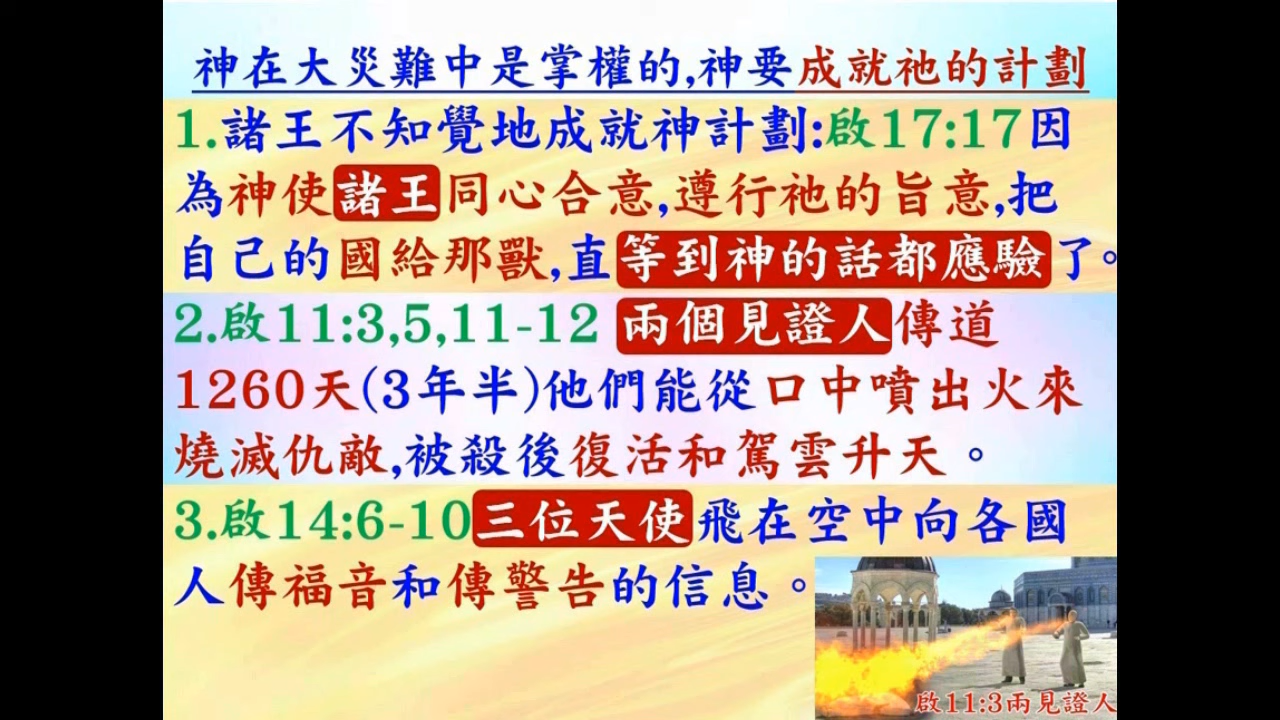 神在大災難中是掌權的,神要成就祂的計劃
1.諸王不知覺地成就神計劃:啟17:17因
為神使諸王同心合意,遵行祂的旨意,把
自己的國給那獸,直等到神的話都應驗了。
2.啟11:3,5,11-12 兩個見證人傳道
1260天(3年半)他們能從口中噴出火來
燒滅仇敵,被殺後復活和駕雲升天。
3.啟14:6-10三位天使飛在空中向各國
人傳福音和傳警告的信息。
啟11:3兩見證人